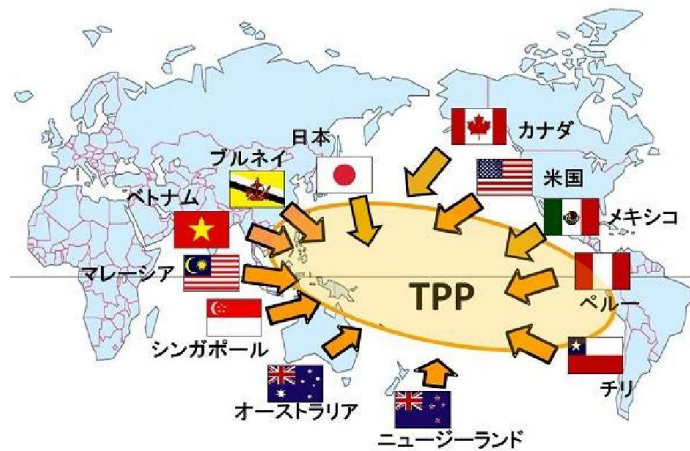 カナダ
日本
ブルネイ
米国
ベトナム
メキシコ
マレーシア
TPP
ペルー
シンガポール
チリ
オーストラリア
ニュージーランド